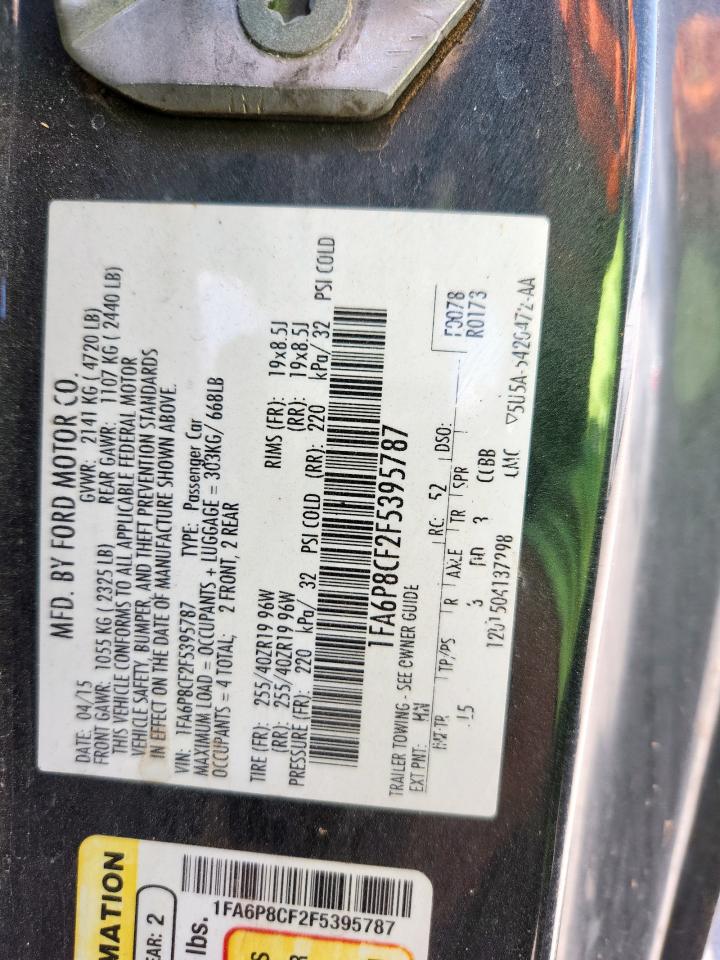 MFD. BY FORD MOTOR CO.
DATE: 04/15 GVWR: 2141 KG ( 4720 LB)
FRONT GAWR: 1055 KG ( 2325 LB) REAR GAWR: 1107 KG ( 2440 LB)
THIS VEHICLE CONFORMS TO ALL APPLICABLE FEDERAL MOTOR
VEHICLE SAFETY, BUMPER, AND THEFT PREVENTION STANDARDS
IN EFFECT ON THE DATE OF MANUFACTURE SHOWN ABOVE.
VIN: 1FA6P8CF2F5395787 TYPE: Passenger Car
MAXIMUM LOAD = OCCUPANTS + LUGGAGE = 303KG/668LB
OCCUPANTS = 4 TOTAL; 2 FRONT, 2 REAR
TIRE (FR): 255/40ZR19 96W RIMS (FR): 19x8.5J
(RR): 255/40ZR19 96W (RR): 19x8.5J
PRESSURE (FR): 220 kPa/ 32 PSI COLD (RR): 220 kPa/ 32 PSI COLD
1FA6P8CF2F5395787
TRAILER TOWING - SEE OWNER GUIDE
EXT PNT: RC: 52 DSO: R0173
TP/PS R AXLE TR SPR
15 3 3 CCBB
1201504137298
MATION
EAR: 2
lbs.
1FA6P8CF2F5395787